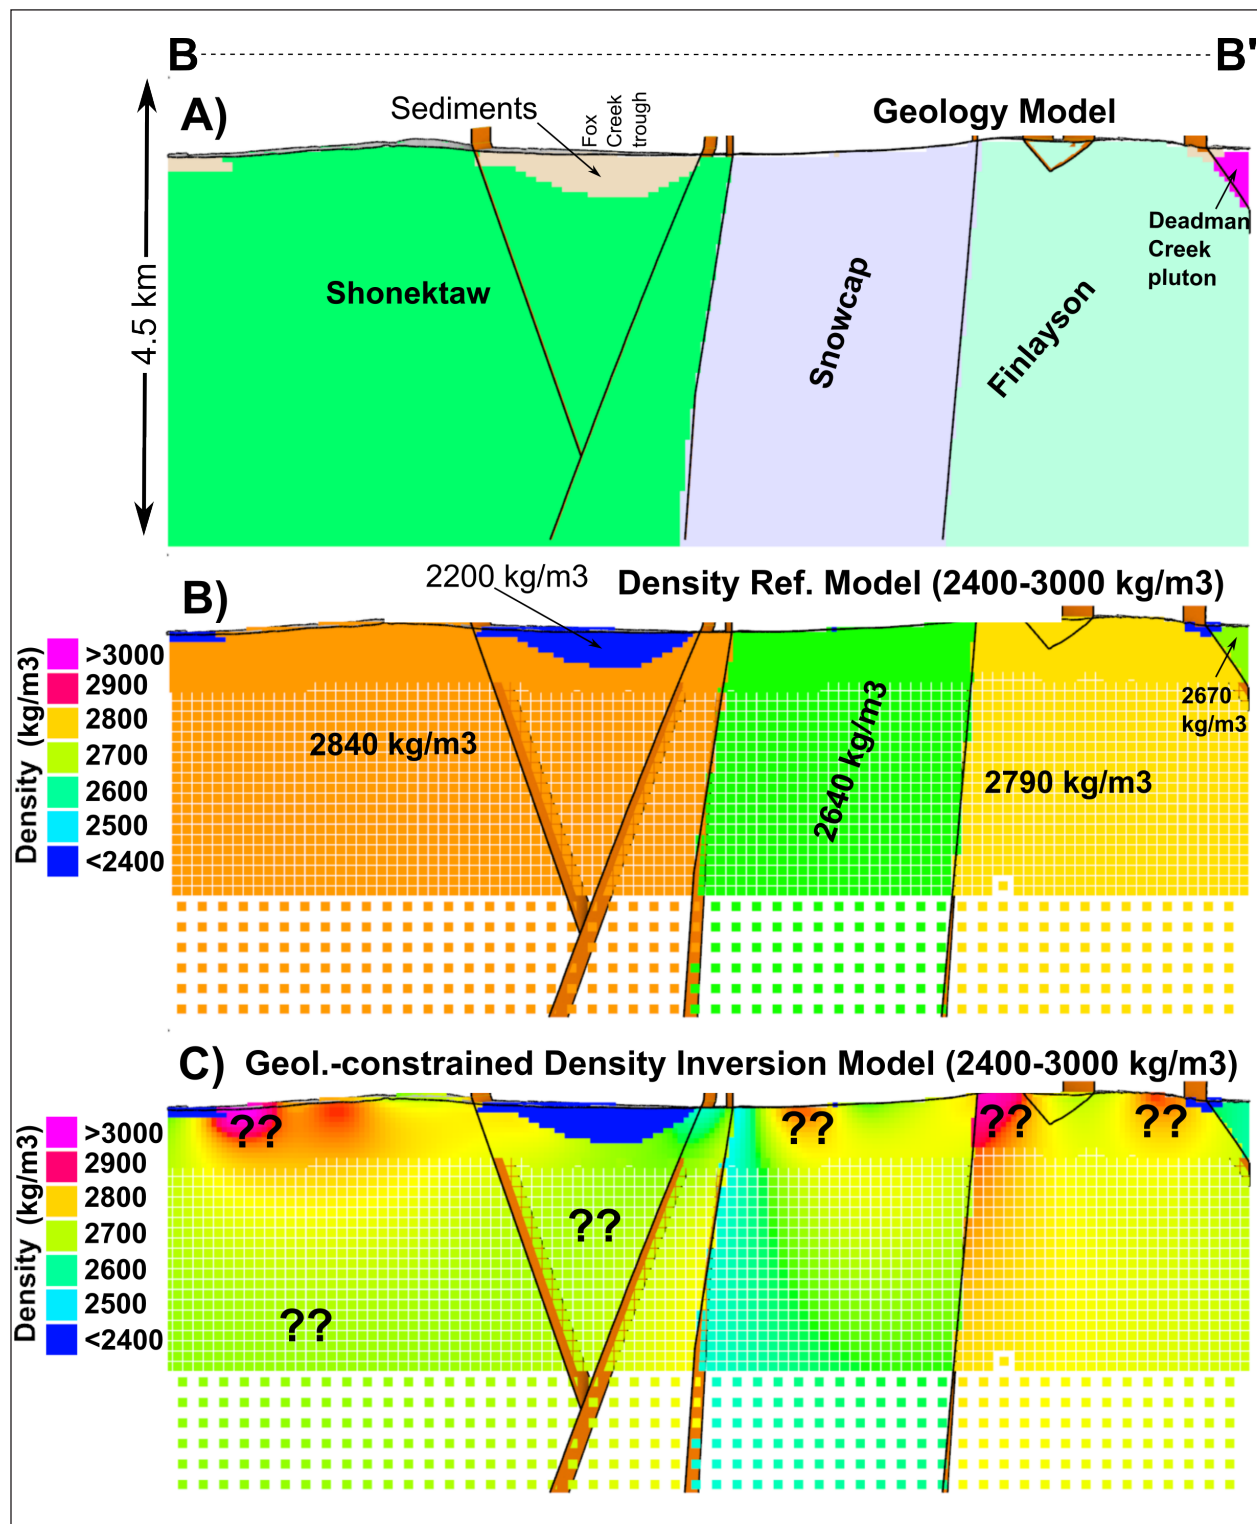 B
B'
A)
Sediments
Fox
Creek
trough
Geology Model
4.5 km
Shonektaw
Snowcap
Finlayson
Deadman
Creek
pluton
B)
2200 kg/m3
Density Ref. Model (2400-3000 kg/m3)
Density (kg/m3)
>3000
2900
2800
2700
2600
2500
<2400
2840 kg/m3
2640 kg/m3
2790 kg/m3
2670
kg/m3
C)
Geol.-constrained Density Inversion Model (2400-3000 kg/m3)
Density (kg/m3)
>3000
2900
2800
2700
2600
2500
<2400
??
??
??
??
??
??